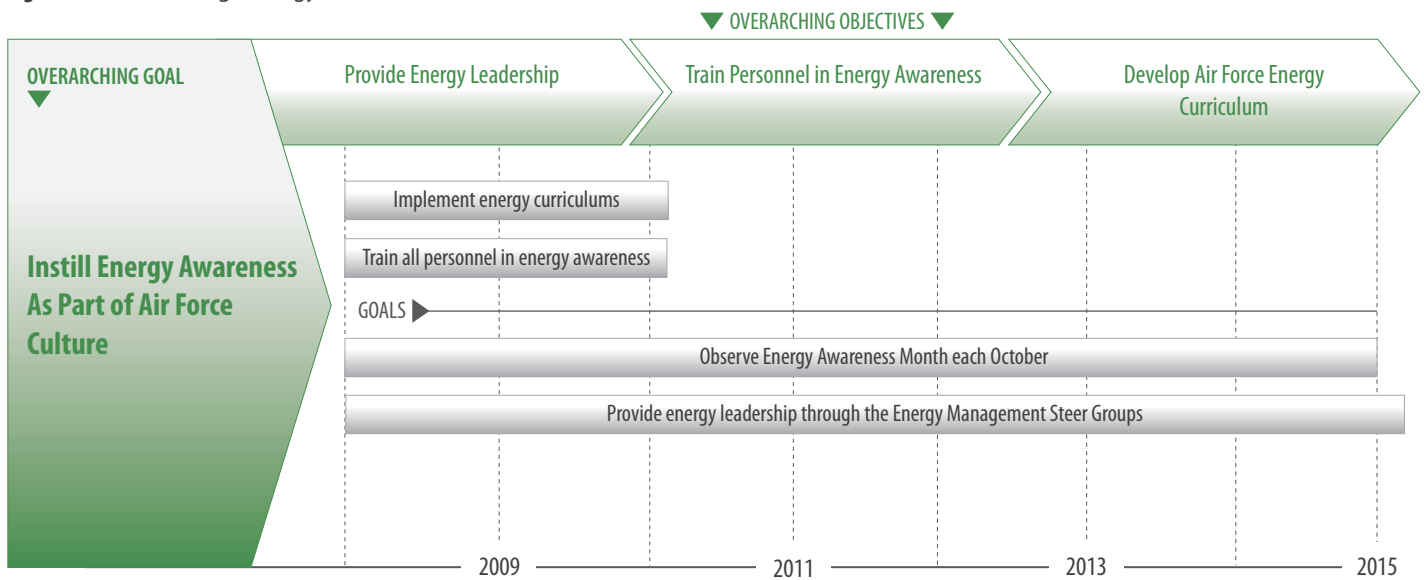 OVERARCHING OBJECTIVES
OVERARCHING GOAL
Provide Energy Leadership
Train Personnel in Energy Awareness
Develop Air Force Energy
Curriculum
Instill Energy Awareness
As Part of Air Force
Culture
Implement energy curriculums
Train all personnel in energy awareness
GOALS
Observe Energy Awareness Month each October
Provide energy leadership through the Energy Management Steer Groups
2009
2011
2013
2015